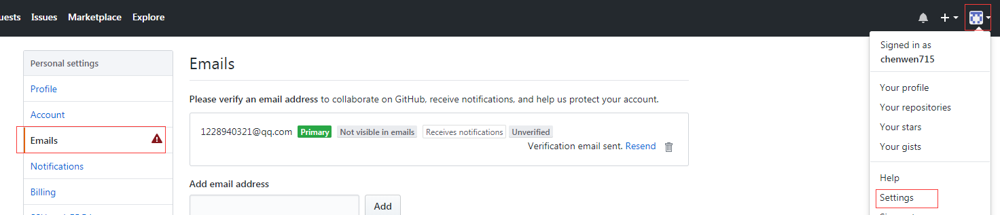 uests Issues Marketplace Explore
Signed in as
chenwen715
Your profile
Your repositories
Your stars
Your gists
Help
Settings
Personal settings
Profile
Account
Emails
Notifications
Billing
Emails
Please verify an email address to collaborate on GitHub, receive notifications, and help us protect your account.
1228940321@qq.com Primary Not visible in emails Receives notifications Unverified
Verification email sent. Resend
Add email address
Add